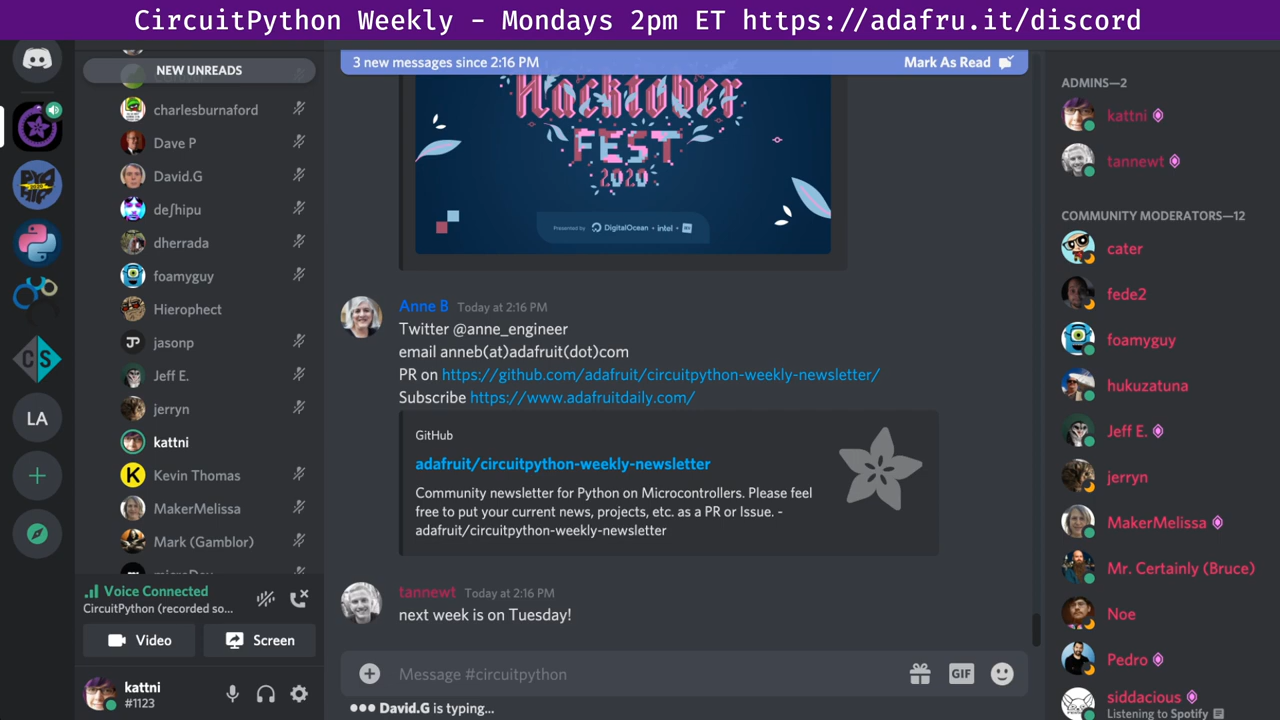 CircuitPython Weekly - Mondays 2pm ET https://adafru.it/discord
NEW UNREADS
charlesburnaford
Dave P
David.G
deʃhipu
dherrada
foamyguy
Hierophect
jasonp
Jeff E.
jerryn
kattni
Kevin Thomas
MakerMelissa
Mark (Gamblor)
Voice Connected
CircuitPython (recorded so...
Video
Screen
kattni
#1123
LA
CS
3 new messages since 2:16 PM
Mark As Read
Hacktober
FEST
2020
Presented by DigitalOcean • intel •
Anne B Today at 2:16 PM
Twitter @anne_engineer
email anneb(at)adafruit(dot)com
PR on https://github.com/adafruit/circuitpython-weekly-newsletter/
Subscribe https://www.adafruitdaily.com/
GitHub
adafruit/circuitpython-weekly-newsletter
Community newsletter for Python on Microcontrollers. Please feel
free to put your current news, projects, etc. as a PR or Issue. -
adafruit/circuitpython-weekly-newsletter
tannewt Today at 2:16 PM
next week is on Tuesday!
Message #circuitpython
GIF
David.G is typing...
ADMINS—2
kattni
tannewt
COMMUNITY MODERATORS—12
cater
fede2
foamyguy
hukuzatuna
Jeff E.
jerryn
MakerMelissa
Mr. Certainly (Bruce)
Noe
Pedro
siddacious
Listening to Spotify